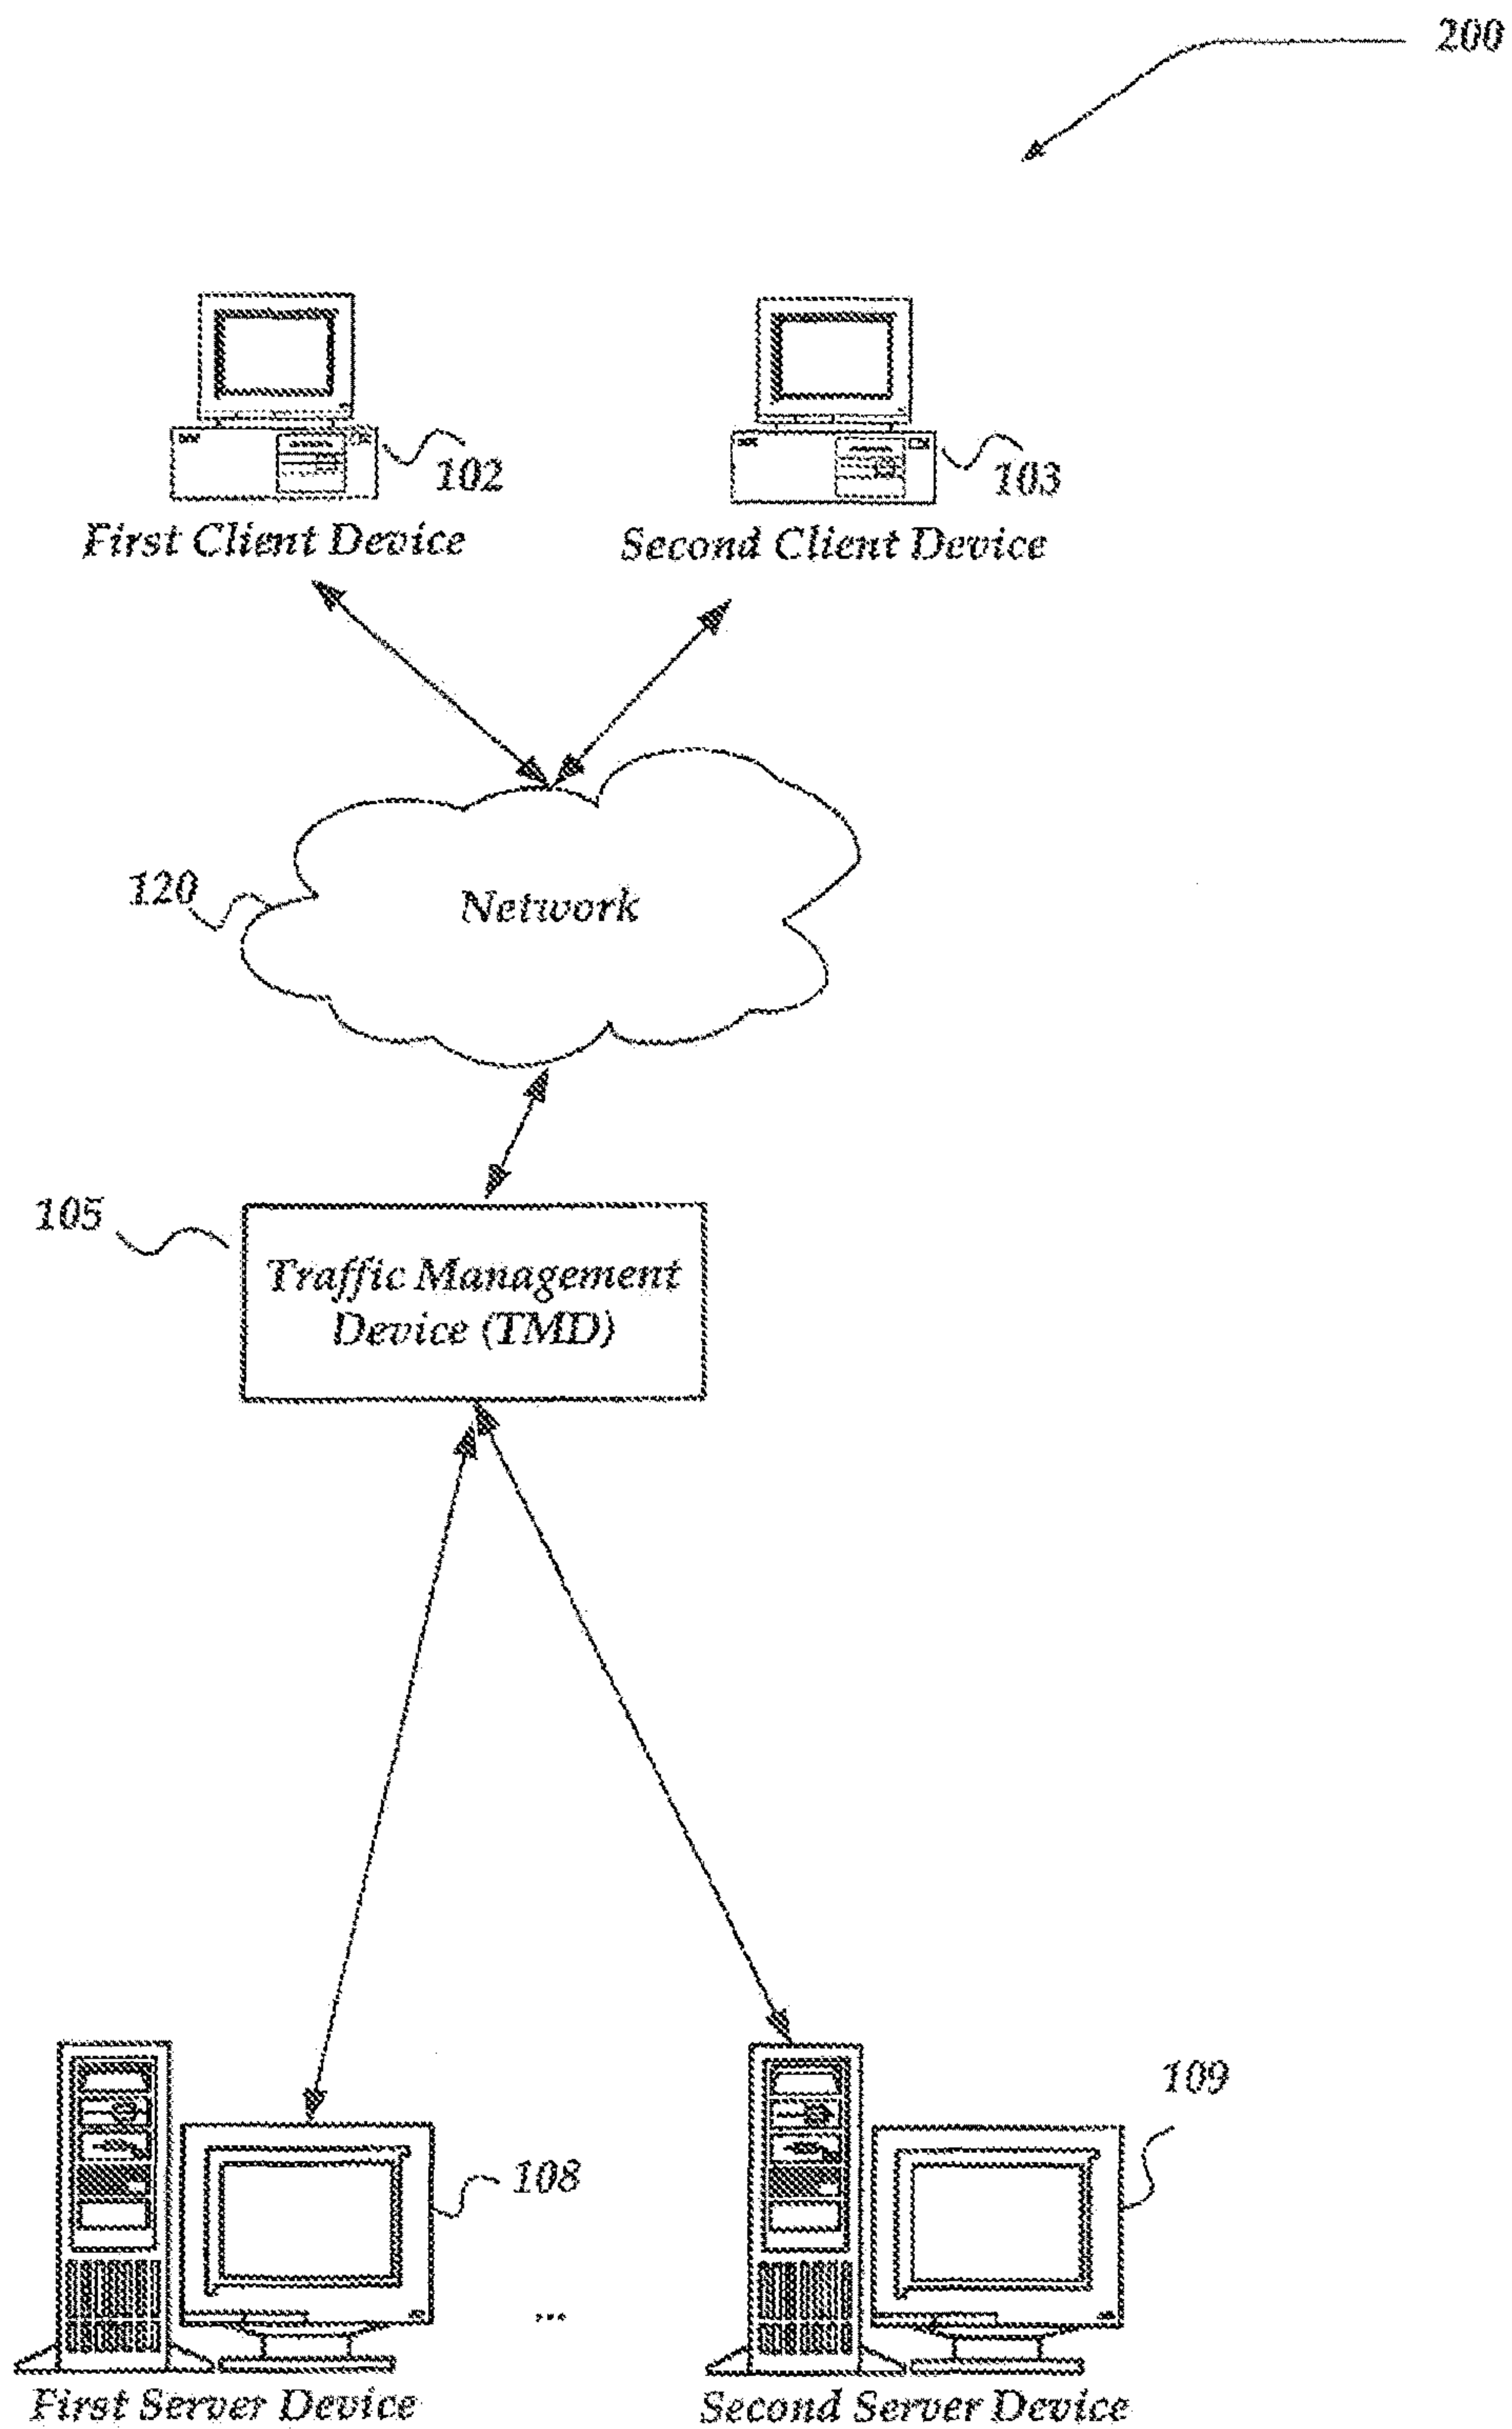 200
102
103
First Client Device
Second Client Device
120
Network
105
Traffic Management
Device (TMD)
109
108
...
First Server Device
Second Server Device